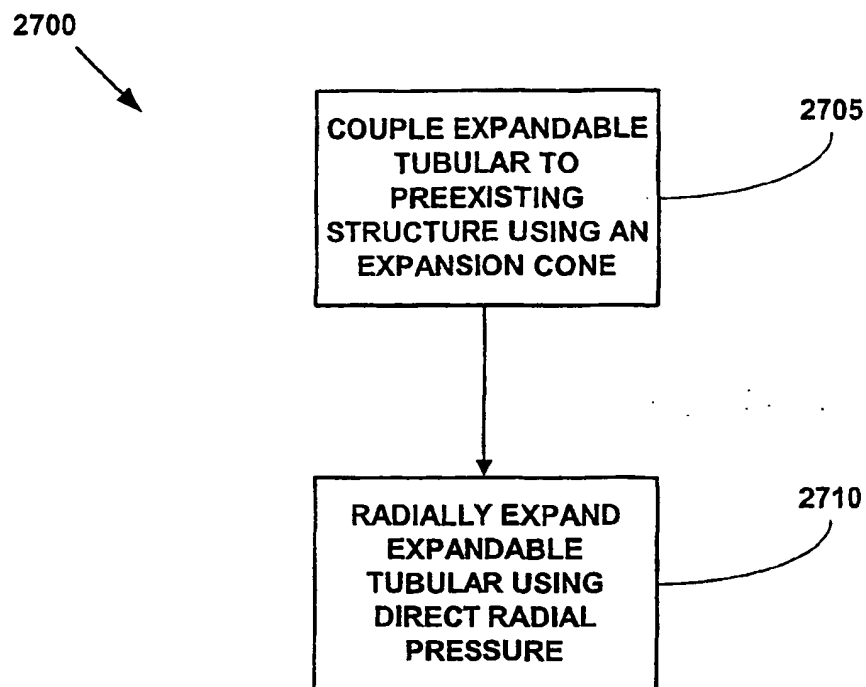 2700
COUPLE EXPANDABLE
TUBULAR TO
PREEXISTING
STRUCTURE USING AN
EXPANSION CONE
2705
RADIALLY EXPAND
EXPANDABLE
TUBULAR USING
DIRECT RADIAL
PRESSURE
2710